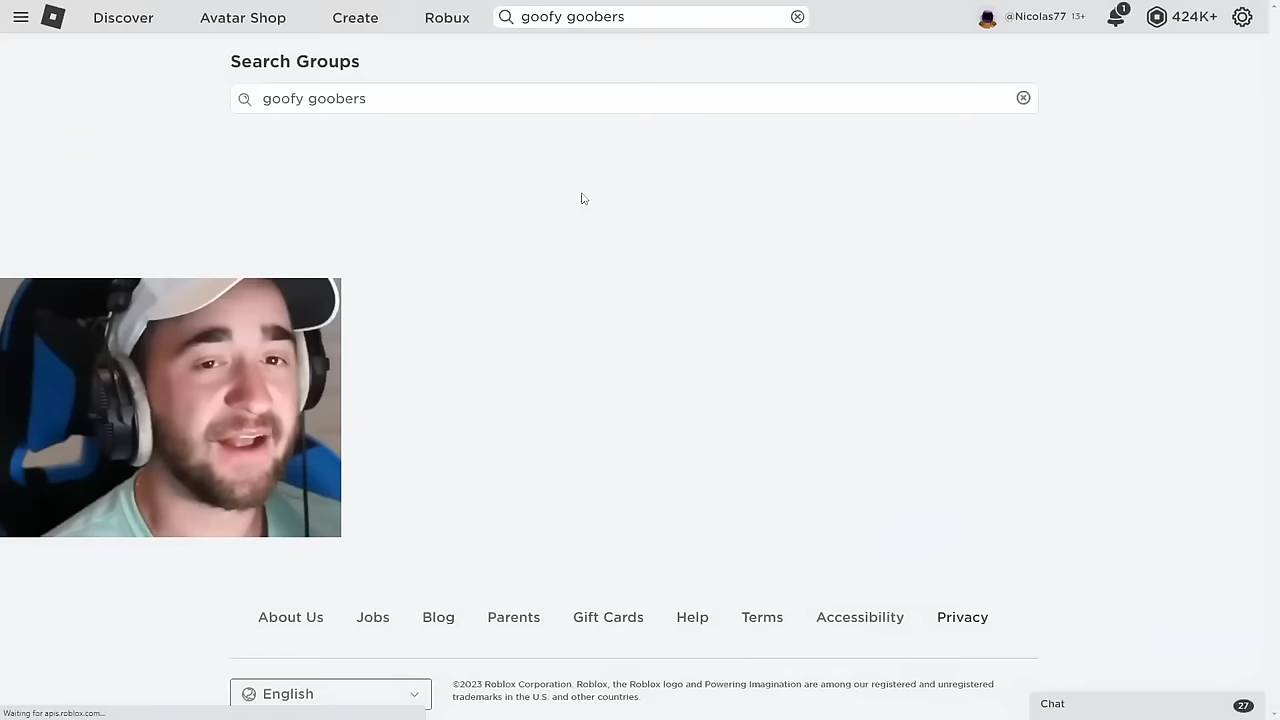 Discover
Avatar Shop
Create
Robux
goofy goobers
@Nicolas77 13+
1
424K+
Search Groups
goofy goobers
About Us
Jobs
Blog
Parents
Gift Cards
Help
Terms
Accessibility
Privacy
English
©2023 Roblox Corporation. Roblox, the Roblox logo and Powering Imagination are among our registered and unregistered
trademarks in the U.S. and other countries.
Chat
27
Waiting for apis.roblox.com...